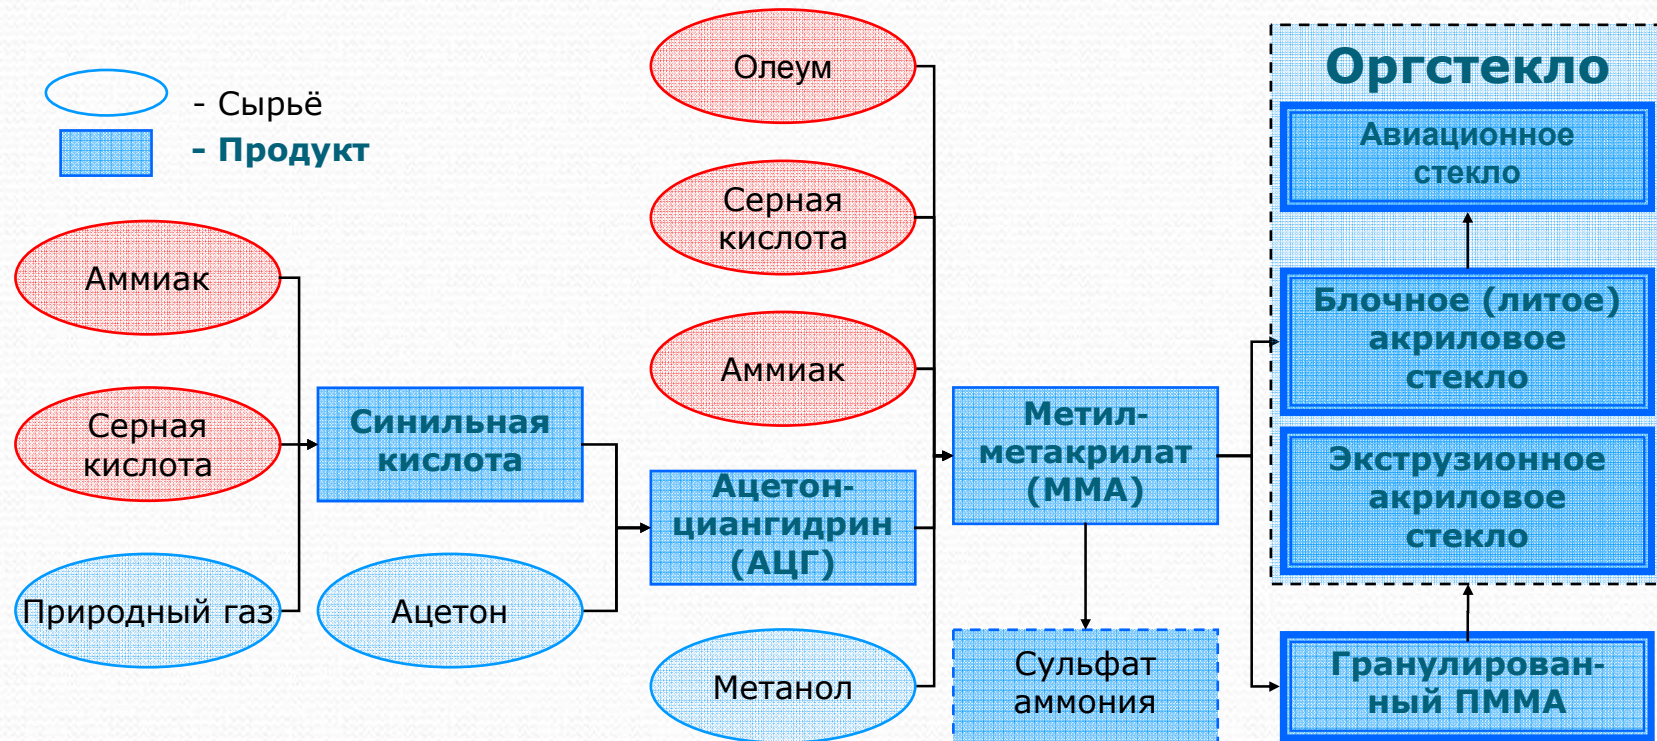 - Сырьё
- Продукт
Аммиак
Серная
кислота
Природный газ
Синильная
кислота
Ацетон
Олеум
Серная
кислота
Аммиак
Ацетон-
циангидрин
(АЦГ)
Метанол
Метил-
метакрилат
(ММА)
Сульфат
аммония
Оргстекло
Авиационное
стекло
Блочное (литое)
акриловое
стекло
Экструзионное
акриловое
стекло
Гранулирован-
ный ПММА